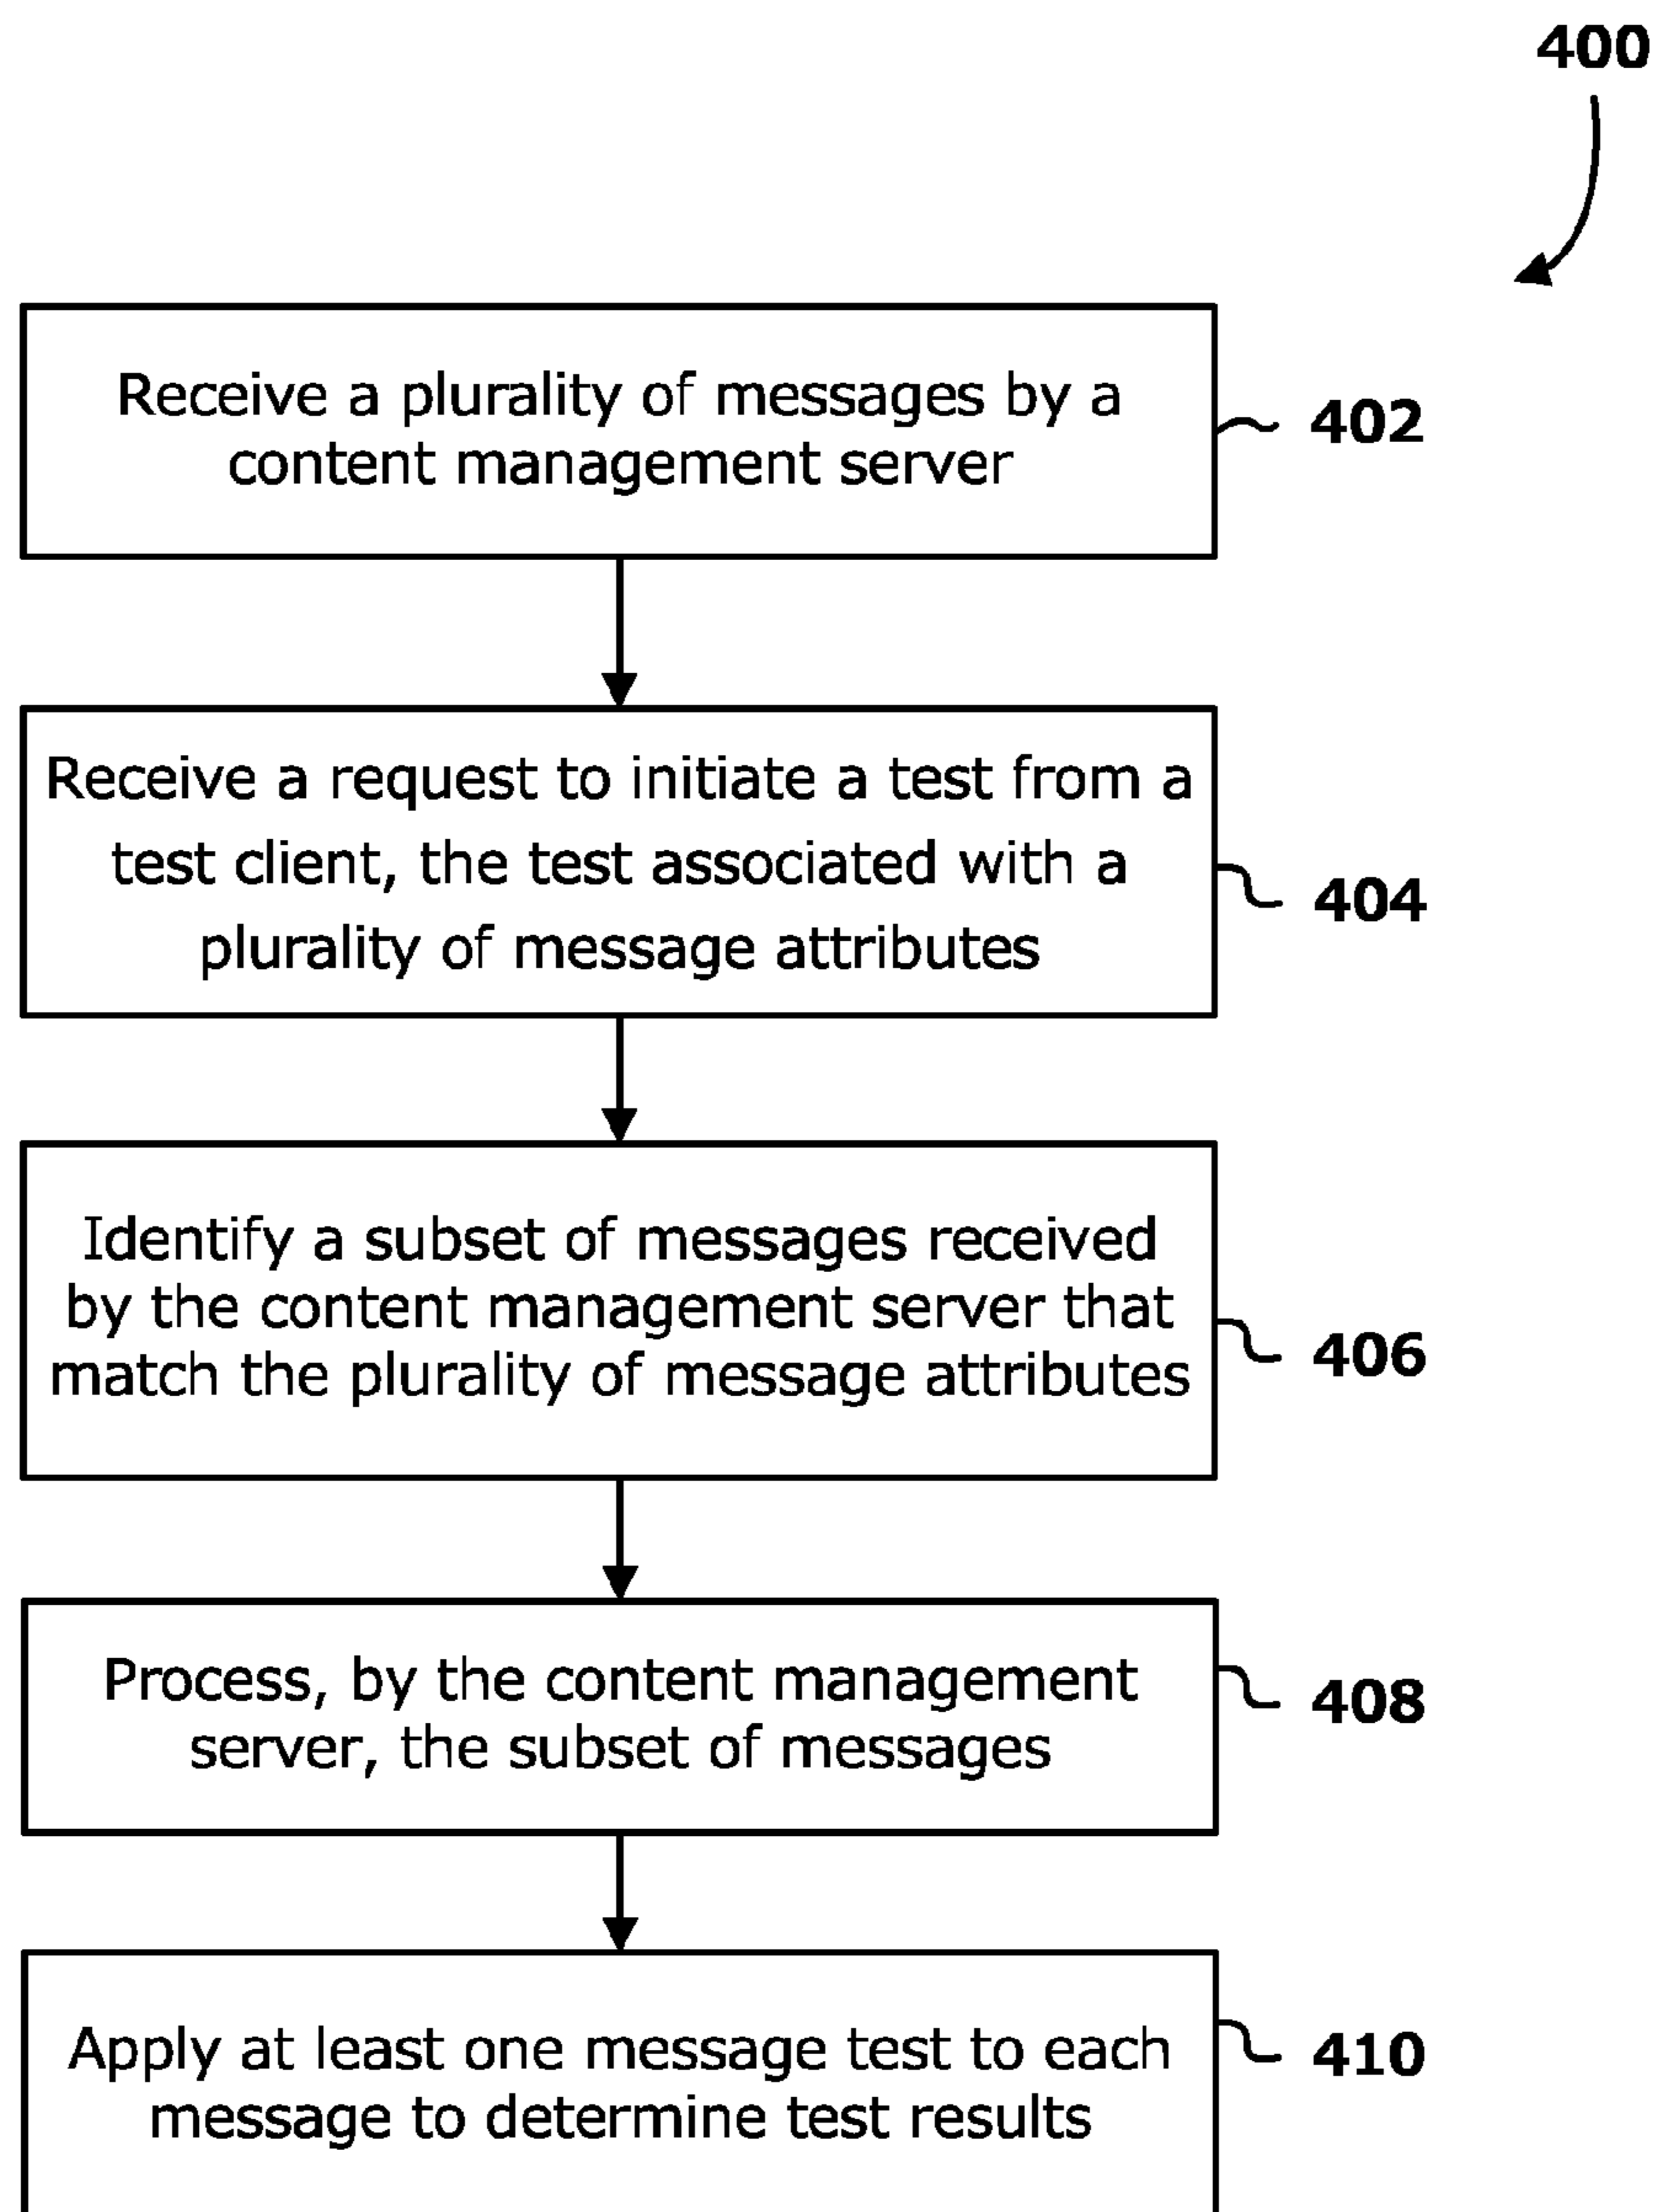 400
Receive a plurality of messages by a
content management server
402
Receive a request to initiate a test from a
test client, the test associated with a
plurality of message attributes
404
Identify a subset of messages received
by the content management server that
match the plurality of message attributes
406
Process, by the content management
server, the subset of messages
408
Apply at least one message test to each
message to determine test results
410